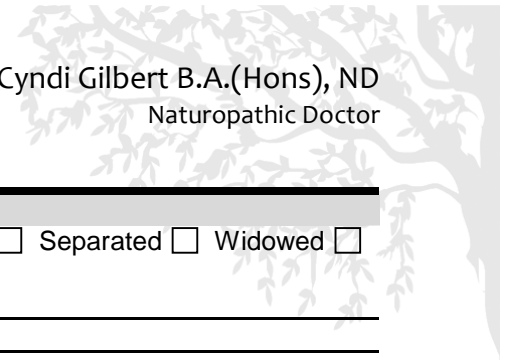 Cyndi Gilbert B.A.(Hons), ND
Naturopathic Doctor
☐ Separated ☐ Widowed ☐